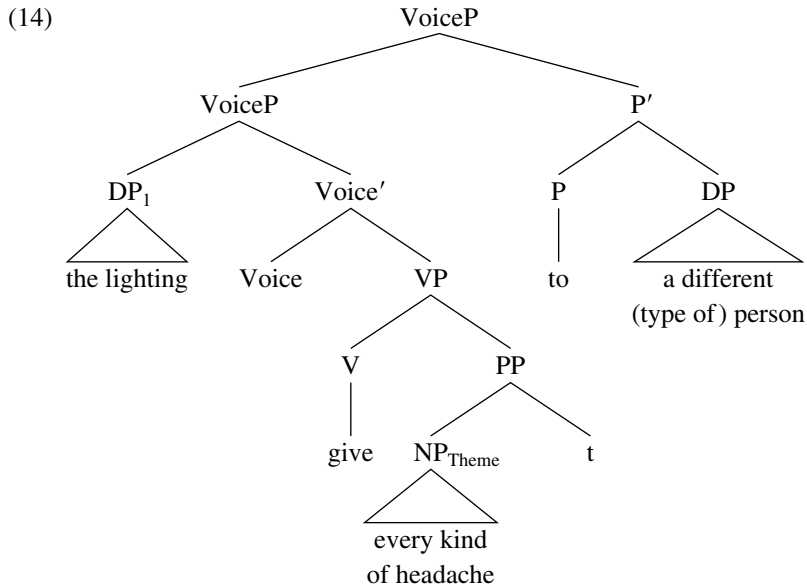 (14) VoiceP
VoiceP P′
DP₁ Voice′ P DP
the lighting Voice VP to a different
(type of) person
V PP
give NP_Theme t
every kind
of headache